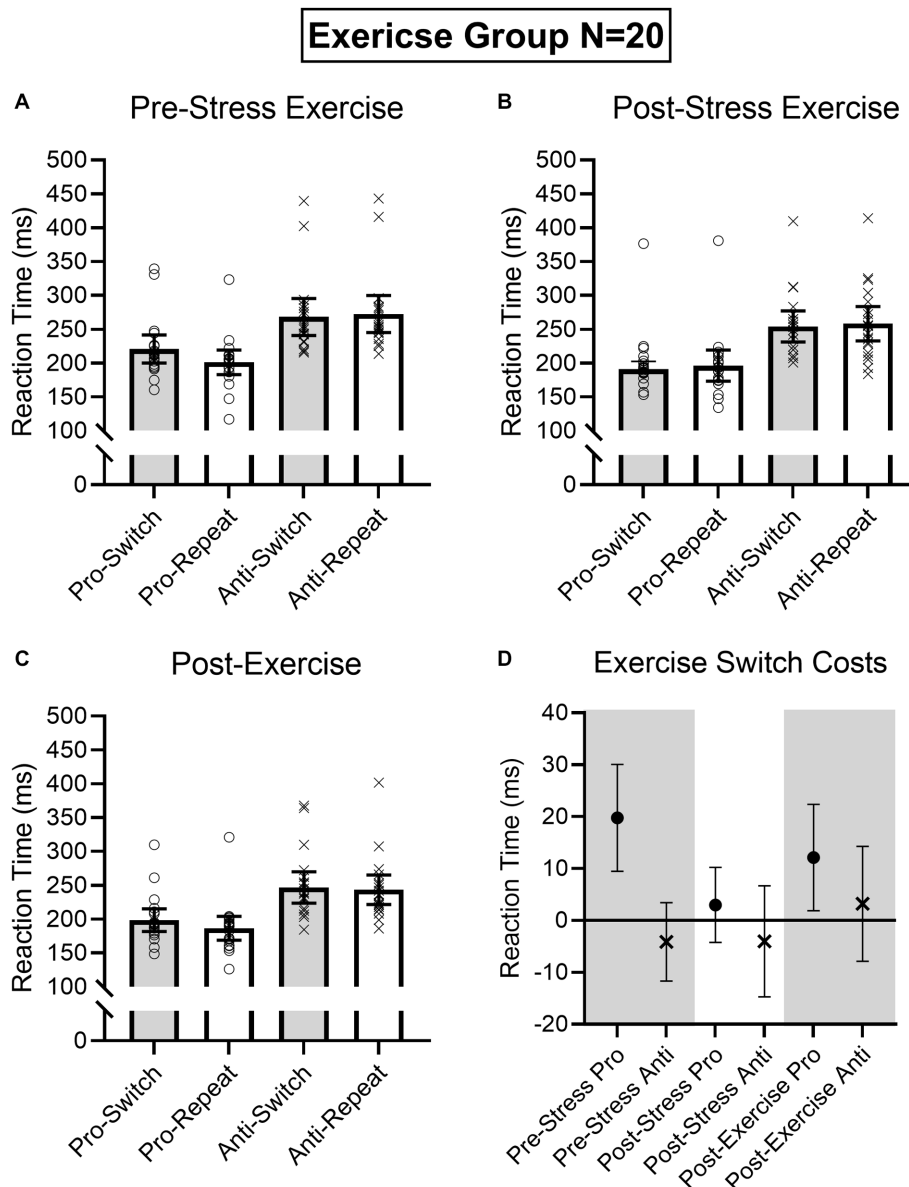 Exericse Group N=20
A
Pre-Stress Exercise
Reaction Time (ms)
500
450
400
350
300
250
200
150
100
0
Pro-Switch
Pro-Repeat
Anti-Switch
Anti-Repeat
B
Post-Stress Exercise
Reaction Time (ms)
500
450
400
350
300
250
200
150
100
0
Pro-Switch
Pro-Repeat
Anti-Switch
Anti-Repeat
C
Post-Exercise
Reaction Time (ms)
500
450
400
350
300
250
200
150
100
0
Pro-Switch
Pro-Repeat
Anti-Switch
Anti-Repeat
D
Exercise Switch Costs
Reaction Time (ms)
40
30
20
10
0
-10
-20
Pre-Stress Pro
Pre-Stress Anti
Post-Stress Pro
Post-Stress Anti
Post-Exercise Pro
Post-Exercise Anti